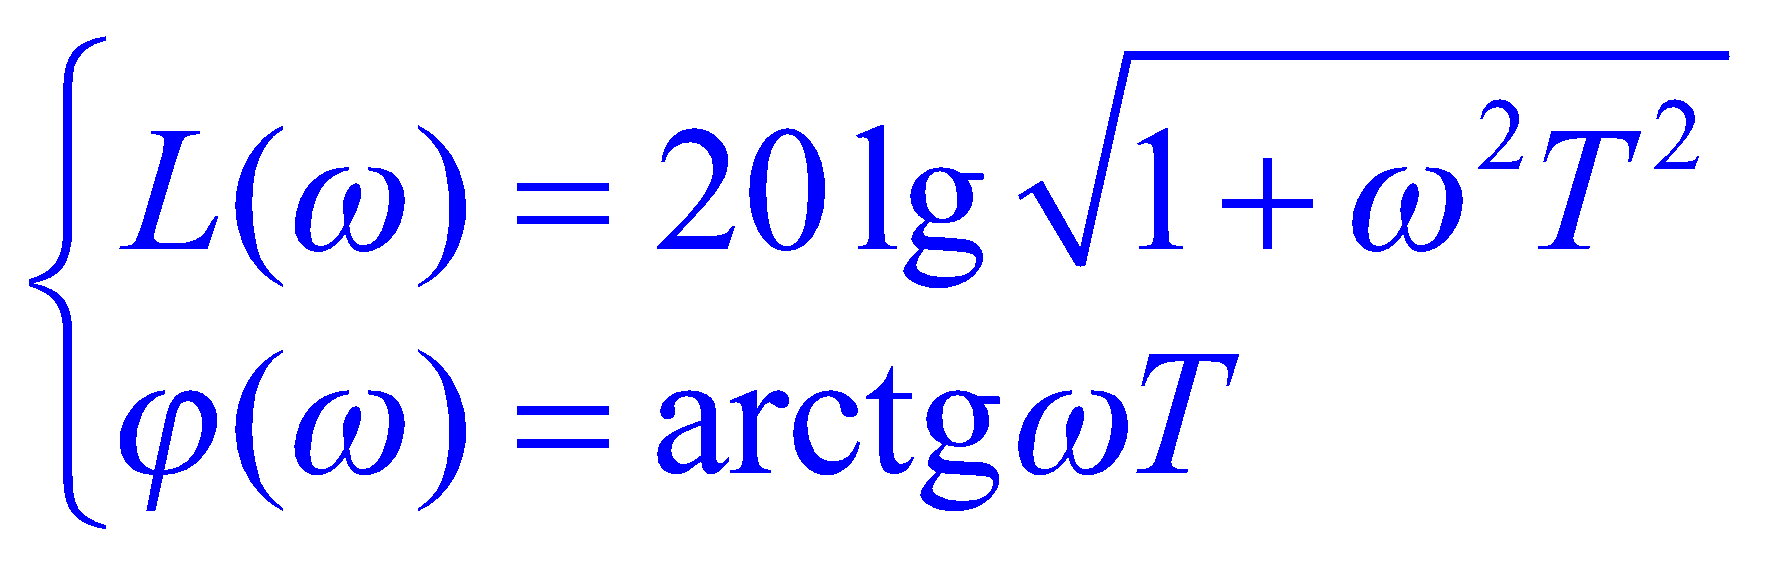 L(ω) = 20 lg √(1 + ω²T²)
φ(ω) = arctg ωT